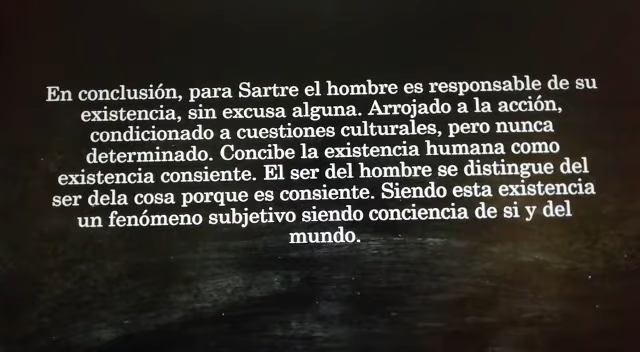 En conclusión, para Sartre el hombre es responsable de su
existencia, sin excusa alguna. Arrojado a la acción,
condicionado a cuestiones culturales, pero nunca
determinado. Concibe la existencia humana como
existencia consiente. El ser del hombre se distingue del
ser dela cosa porque es consiente. Siendo esta existencia
un fenómeno subjetivo siendo conciencia de si y del
mundo.